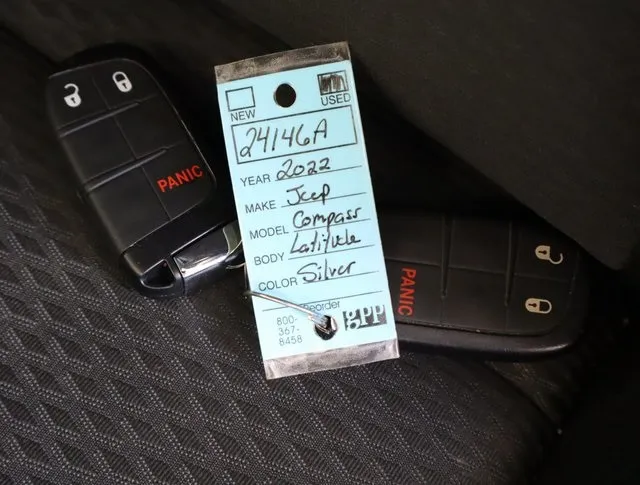 NEW USED
24146A
YEAR 2022
MAKE Jeep
MODEL Compass
BODY Latitude
COLOR Silver
eorder
800-
367-
8458
gpp
PANIC
PANIC